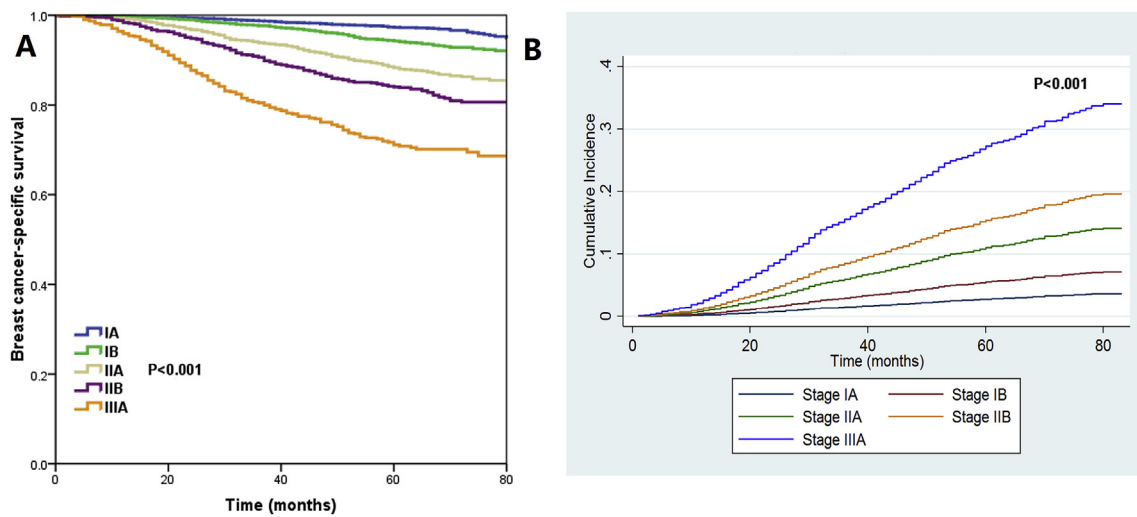 A
Breast cancer-specific survival
1.0
0.8
0.6
0.4
0.2
0.0
IA
IB
IIA
IIB
IIIA
P<0.001
0 20 40 60 80
Time (months)
B
Cumulative Incidence
.4
.3
.2
.1
0
P<0.001
0 20 40 60 80
Time (months)
Stage IA Stage IB
Stage IIA Stage IIB
Stage IIIA